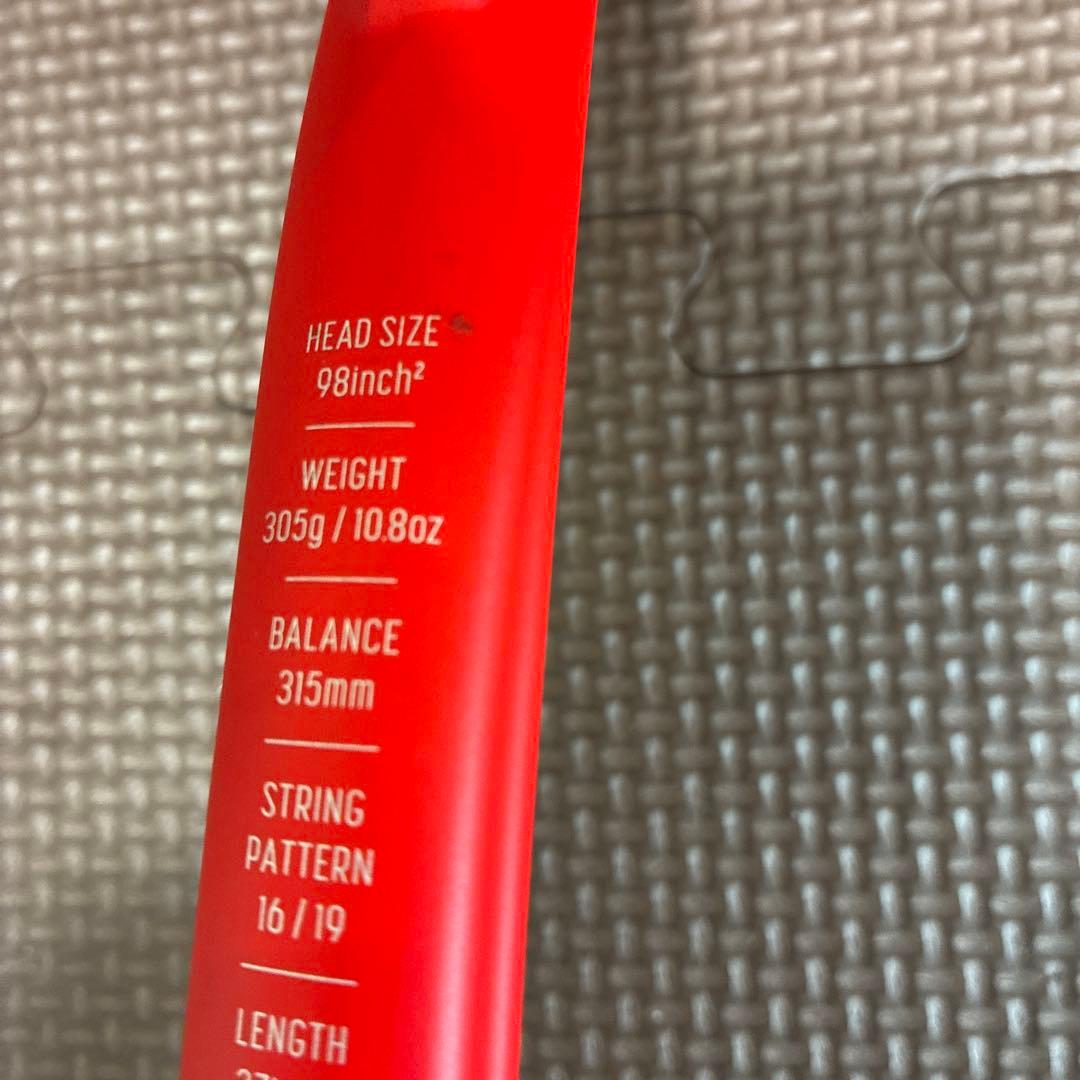 HEAD SIZE
98inch²
WEIGHT
305g / 10.8oz
BALANCE
315mm
STRING
PATTERN
16 / 19
LENGTH